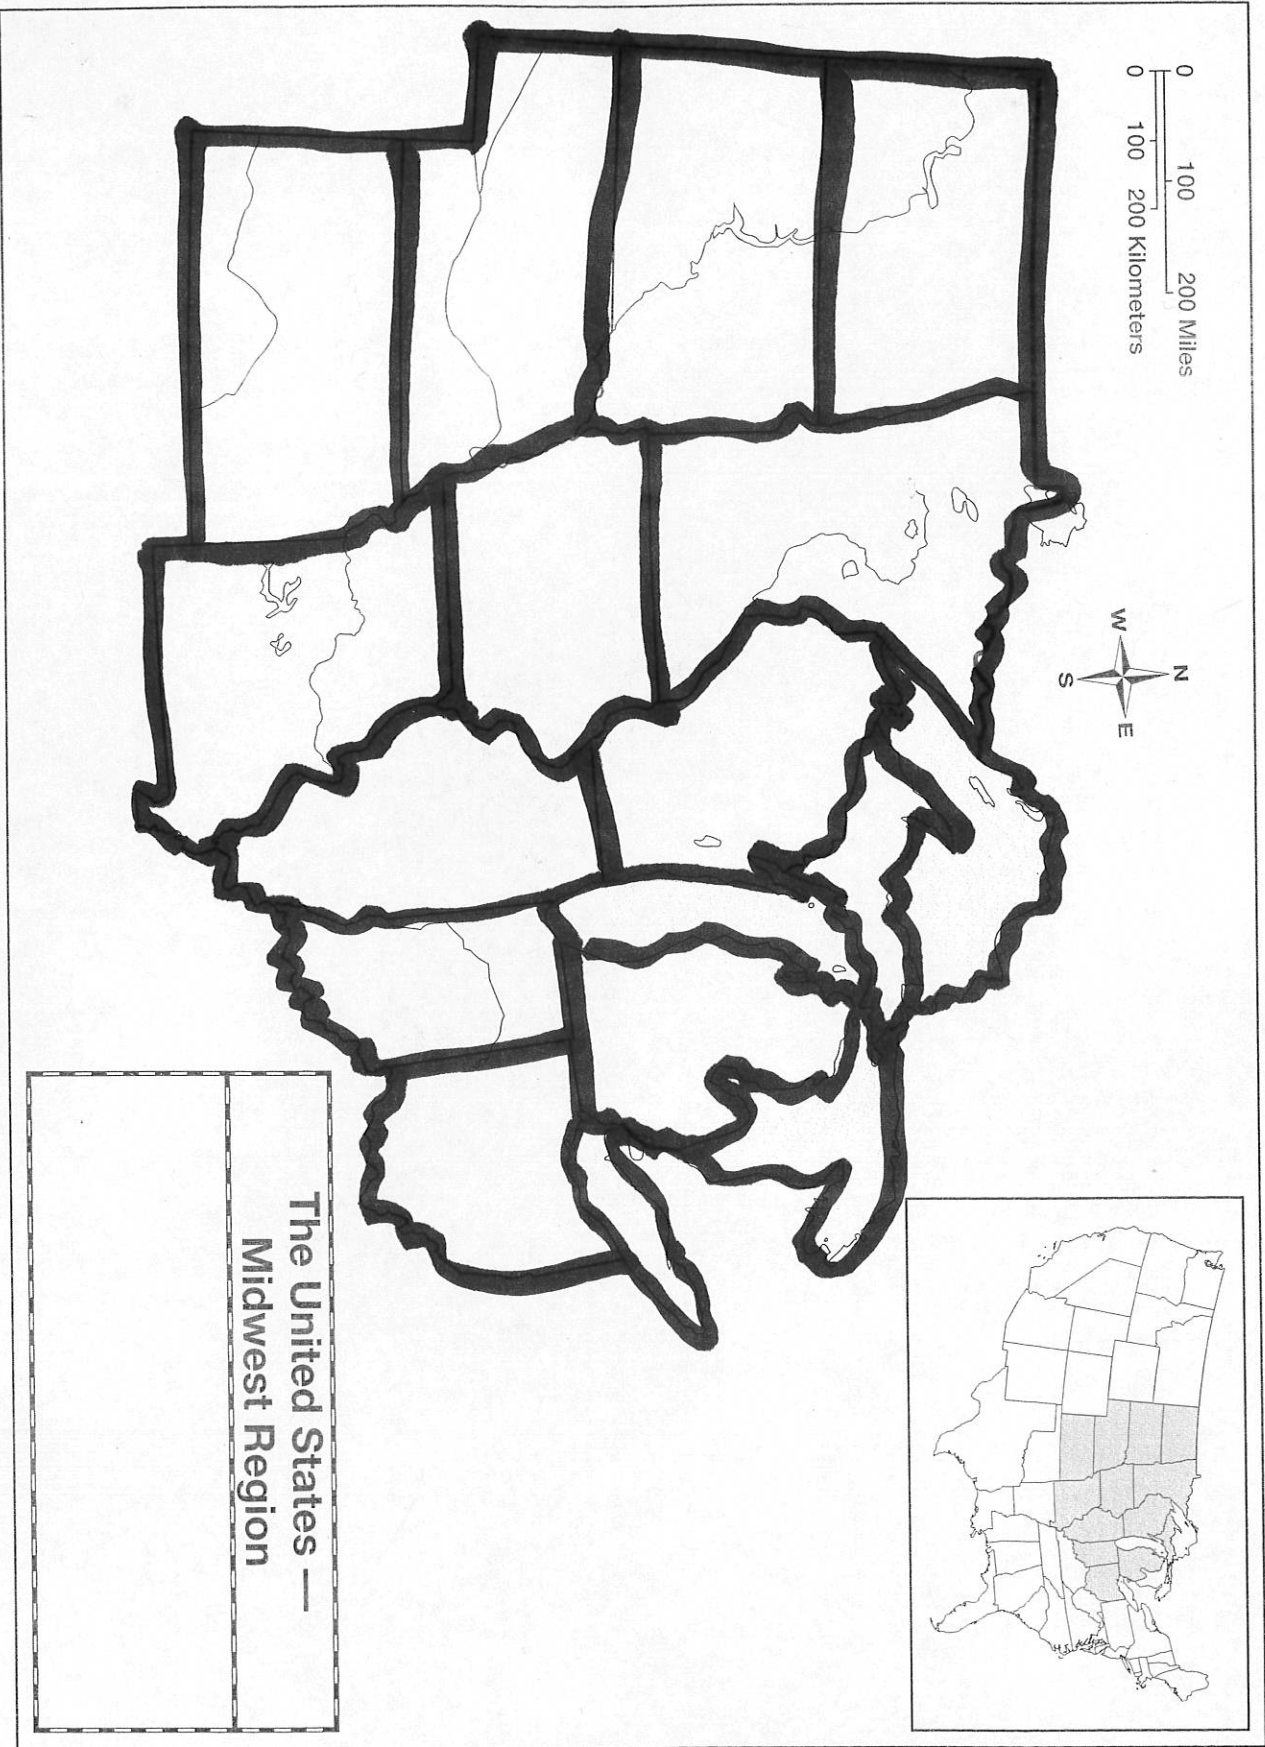 0 100 200 Miles
0 100 200 Kilometers
N
W
E
S
The United States —
Midwest Region